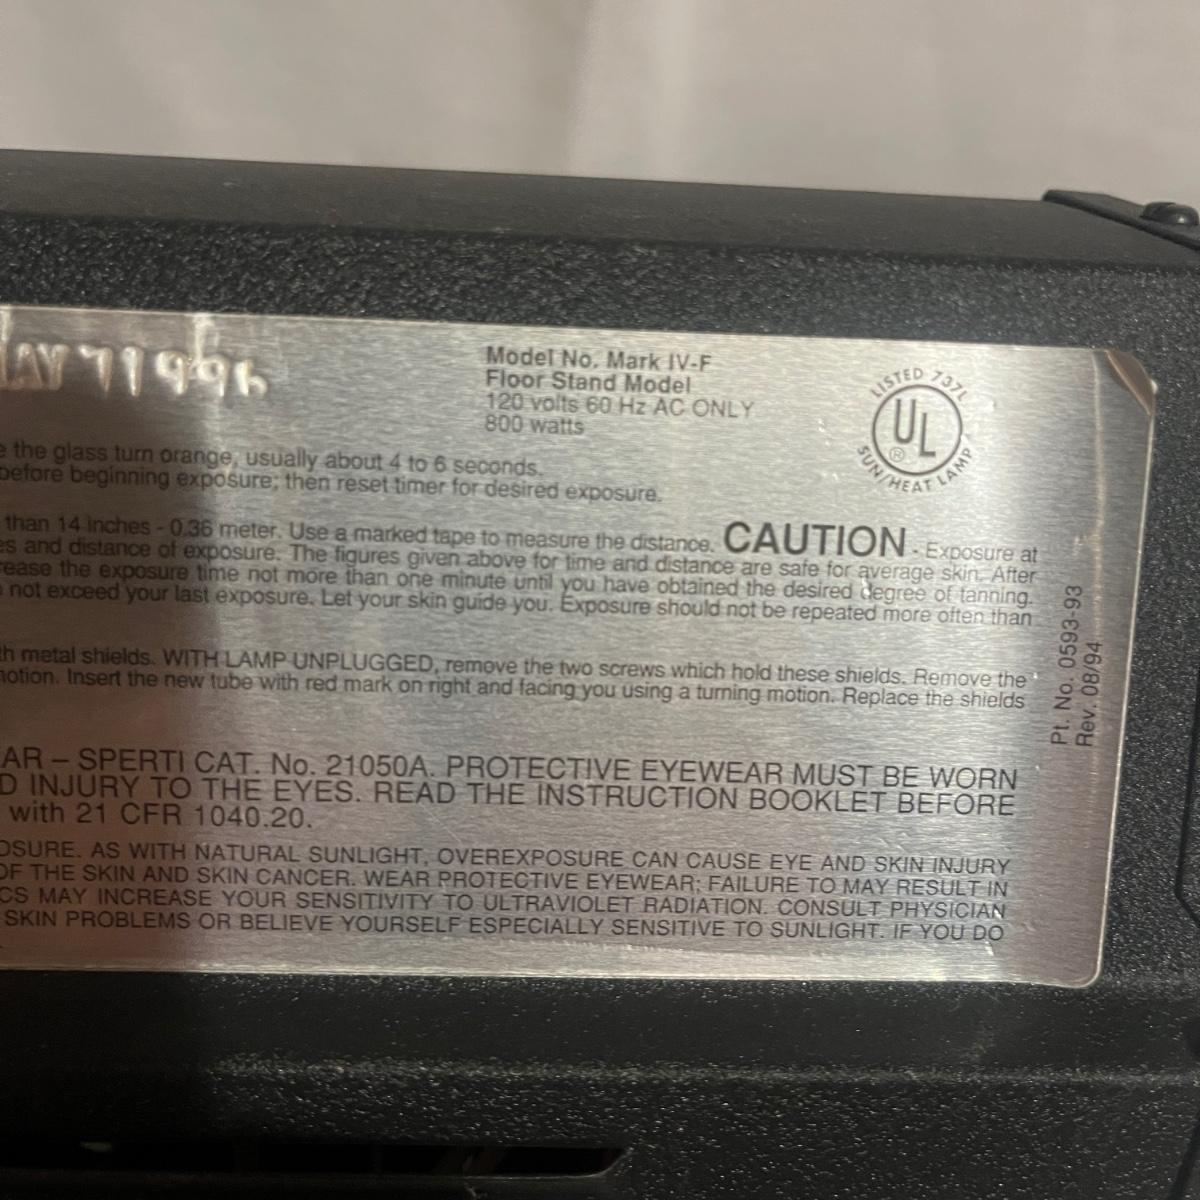 Model No. Mark IV-F
Floor Stand Model
120 volts 60 Hz AC ONLY
800 watts
LISTED 737L
UL
®
SUN/HEAT LAMP
the glass turn orange, usually about 4 to 6 seconds.
before beginning exposure; then reset timer for desired exposure.
than 14 inches - 0.36 meter. Use a marked tape to measure the distance. CAUTION - Exposure at
es and distance of exposure. The figures given above for time and distance are safe for average skin. After
rease the exposure time not more than one minute until you have obtained the desired degree of tanning.
not exceed your last exposure. Let your skin guide you. Exposure should not be repeated more often than
th metal shields. WITH LAMP UNPLUGGED, remove the two screws which hold these shields. Remove the
notion. Insert the new tube with red mark on right and facing you using a turning motion. Replace the shields
AR – SPERTI CAT. No. 21050A. PROTECTIVE EYEWEAR MUST BE WORN
D INJURY TO THE EYES. READ THE INSTRUCTION BOOKLET BEFORE
with 21 CFR 1040.20.
OSURE. AS WITH NATURAL SUNLIGHT, OVEREXPOSURE CAN CAUSE EYE AND SKIN INJURY
OF THE SKIN AND SKIN CANCER. WEAR PROTECTIVE EYEWEAR; FAILURE TO MAY RESULT IN
CS MAY INCREASE YOUR SENSITIVITY TO ULTRAVIOLET RADIATION. CONSULT PHYSICIAN
SKIN PROBLEMS OR BELIEVE YOURSELF ESPECIALLY SENSITIVE TO SUNLIGHT. IF YOU DO
Pt. No. 0593-93
Rev. 08/94